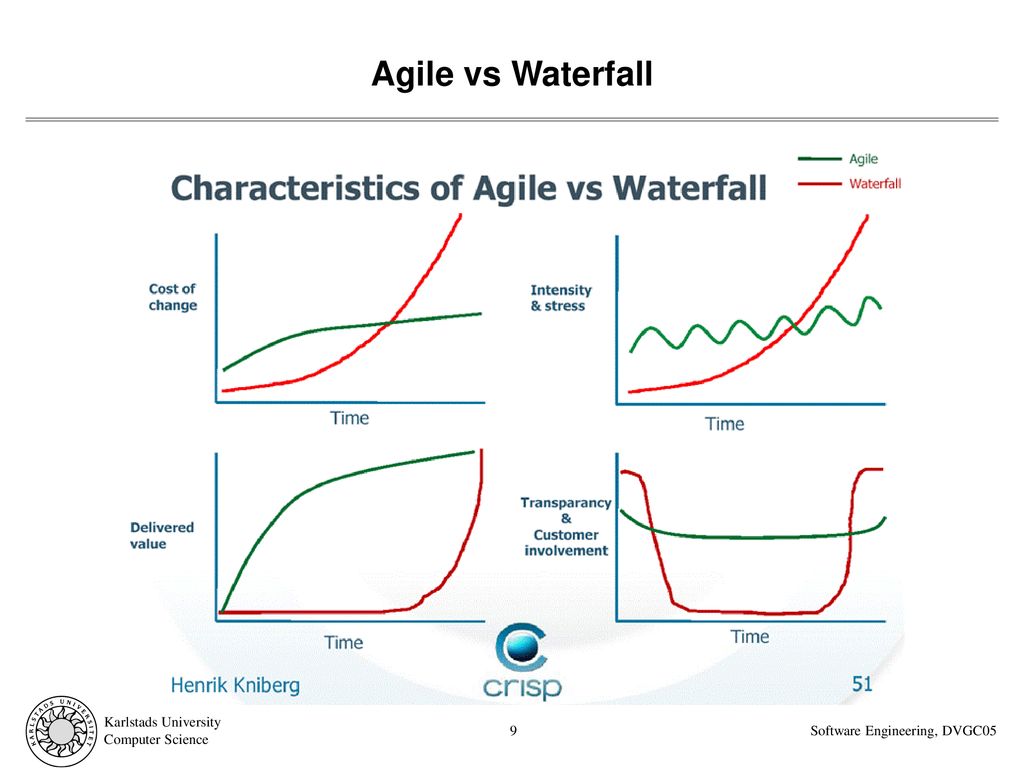 Agile vs Waterfall
Agile
Waterfall
Characteristics of Agile vs Waterfall
Cost of
change
Time
Intensity
& stress
Time
Delivered
value
Time
Transparancy
&
Customer
involvement
Time
Henrik Kniberg
crisp
51
KARLSTADS UNIVERSITET
Karlstads University
Computer Science
9
Software Engineering, DVGC05